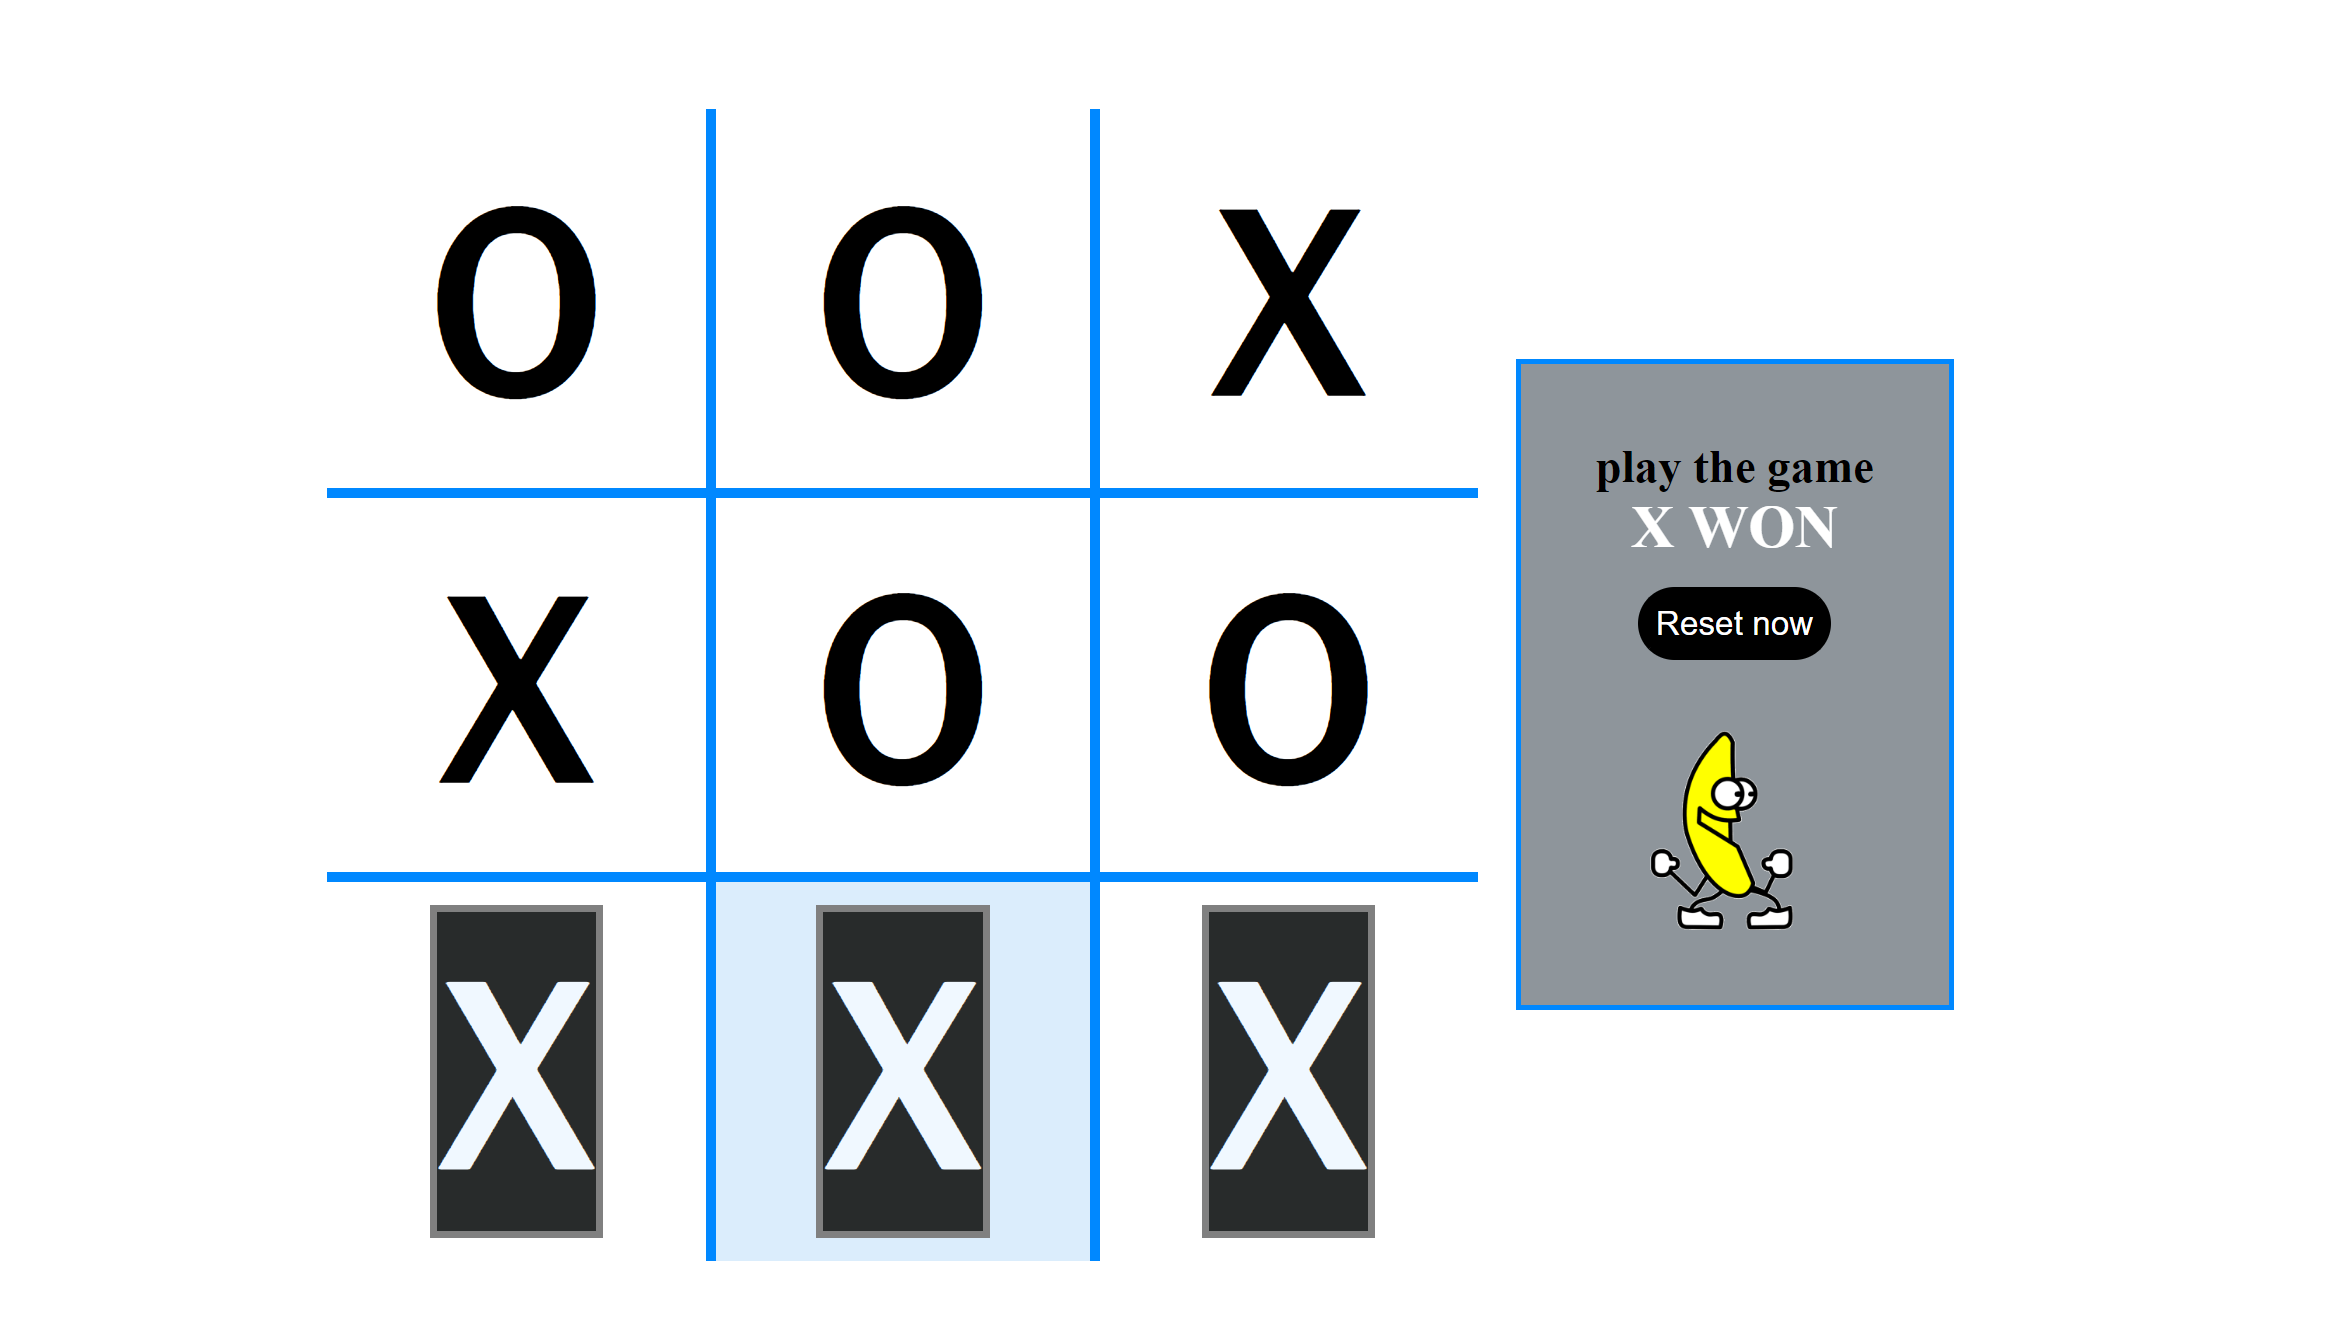 O O X
X O O
X X X
play the game
X WON
Reset now